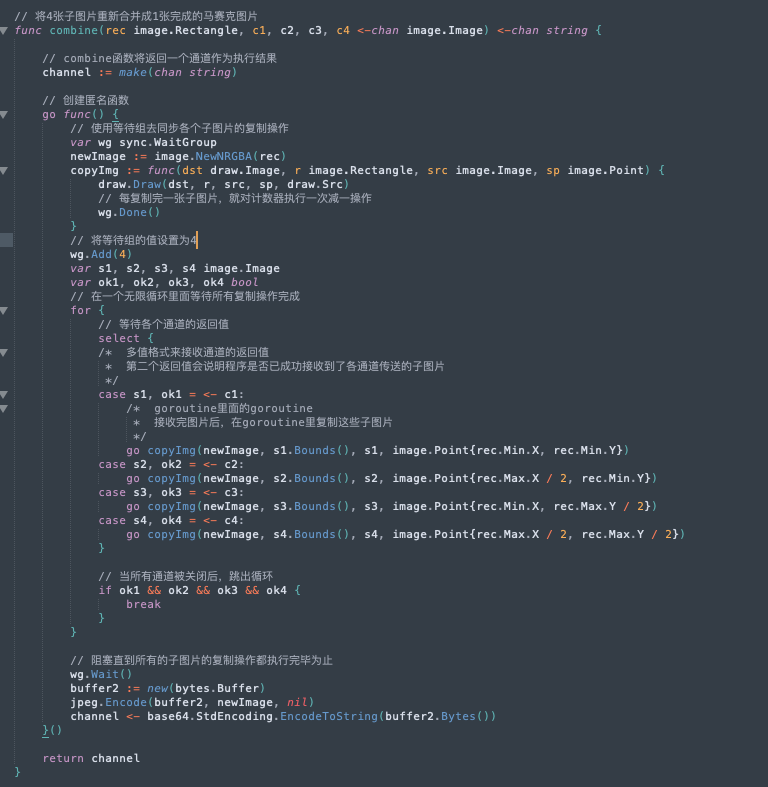 // 将4张子图片重新合并成1张完成的马赛克图片
func combine(rec image.Rectangle, c1, c2, c3, c4 <-chan image.Image) <-chan string {
// combine函数将返回一个通道作为执行结果
channel := make(chan string)
// 创建匿名函数
go func() {
// 使用等待组去同步各个子图片的复制操作
var wg sync.WaitGroup
newImage := image.NewNRGBA(rec)
copyImg := func(dst draw.Image, r image.Rectangle, src image.Image, sp image.Point) {
draw.Draw(dst, r, src, sp, draw.Src)
// 每复制完一张子图片，就对计数器执行一次减一操作
wg.Done()
}
// 将等待组的值设置为4
wg.Add(4)
var s1, s2, s3, s4 image.Image
var ok1, ok2, ok3, ok4 bool
// 在一个无限循环里面等待所有复制操作完成
for {
// 等待各个通道的返回值
select {
/*  多值格式来接收通道的返回值
*  第二个返回值会说明程序是否已成功接收到了各通道传送的子图片
*/
case s1, ok1 = <- c1:
/*  goroutine里面的goroutine
*  接收完图片后，在goroutine里复制这些子图片
*/
go copyImg(newImage, s1.Bounds(), s1, image.Point{rec.Min.X, rec.Min.Y})
case s2, ok2 = <- c2:
go copyImg(newImage, s2.Bounds(), s2, image.Point{rec.Max.X / 2, rec.Min.Y})
case s3, ok3 = <- c3:
go copyImg(newImage, s3.Bounds(), s3, image.Point{rec.Min.X, rec.Max.Y / 2})
case s4, ok4 = <- c4:
go copyImg(newImage, s4.Bounds(), s4, image.Point{rec.Max.X / 2, rec.Max.Y / 2})
}
// 当所有通道被关闭后，跳出循环
if ok1 && ok2 && ok3 && ok4 {
break
}
}
// 阻塞直到所有的子图片的复制操作都执行完毕为止
wg.Wait()
buffer2 := new(bytes.Buffer)
jpeg.Encode(buffer2, newImage, nil)
channel <- base64.StdEncoding.EncodeToString(buffer2.Bytes())
}()
return channel
}